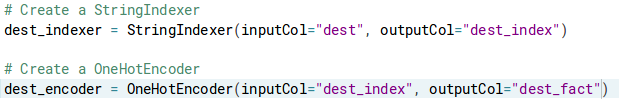 # Create a StringIndexer
dest_indexer = StringIndexer(inputCol="dest", outputCol="dest_index")
# Create a OneHotEncoder
dest_encoder = OneHotEncoder(inputCol="dest_index", outputCol="dest_fact")